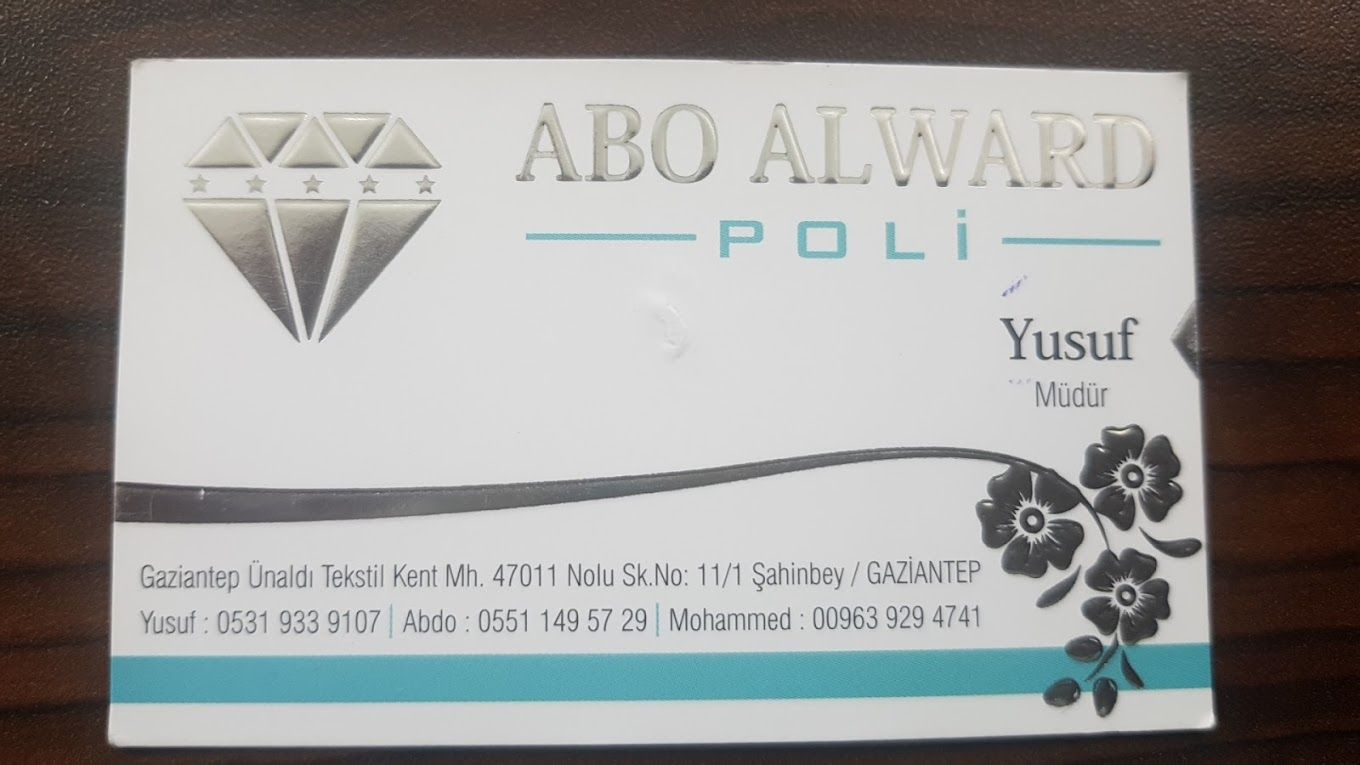 ABO ALWARD
POLİ
Yusuf
Müdür
Gaziantep Ünaldı Tekstil Kent Mh. 47011 Nolu Sk.No: 11/1 Şahinbey / GAZİANTEP
Yusuf : 0531 933 9107 | Abdo : 0551 149 57 29 | Mohammed : 00963 929 4741